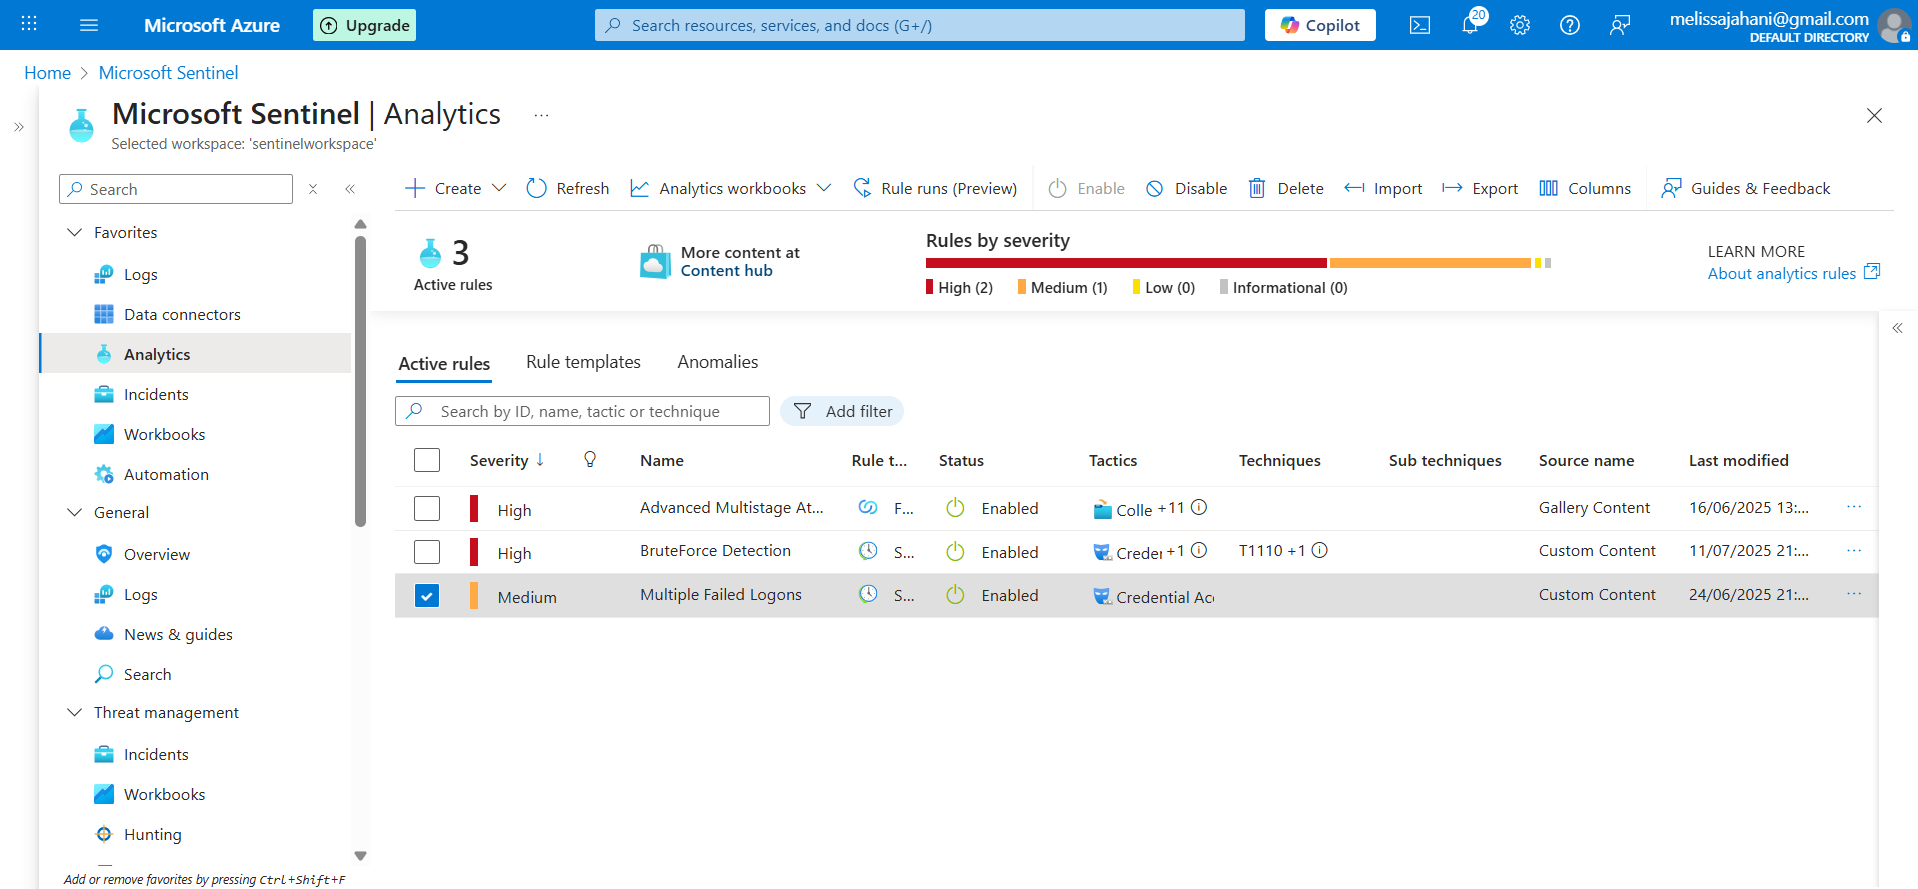 Microsoft Azure
Upgrade
Search resources, services, and docs (G+/)
Copilot
20
melissajahani@gmail.com
DEFAULT DIRECTORY
Home > Microsoft Sentinel
Microsoft Sentinel | Analytics ...
Selected workspace: 'sentinelworkspace'
Search
Create
Refresh
Analytics workbooks
Rule runs (Preview)
Enable
Disable
Delete
Import
Export
Columns
Guides & Feedback
Favorites
Logs
Data connectors
Analytics
Incidents
Workbooks
Automation
General
Overview
Logs
News & guides
Search
Threat management
Incidents
Workbooks
Hunting
Add or remove favorites by pressing Ctrl+Shift+F
3
Active rules
More content at
Content hub
Rules by severity
High (2) Medium (1) Low (0) Informational (0)
LEARN MORE
About analytics rules
Active rules Rule templates Anomalies
Search by ID, name, tactic or technique
Add filter
Severity ↓ Name Rule t... Status Tactics Techniques Sub techniques Source name Last modified
High Advanced Multistage At... F... Enabled Colle +11 Gallery Content 16/06/2025 13:... ...
High BruteForce Detection S... Enabled Creder +1 T1110 +1 Custom Content 11/07/2025 21:... ...
Medium Multiple Failed Logons S... Enabled Credential Acc Custom Content 24/06/2025 21:... ...